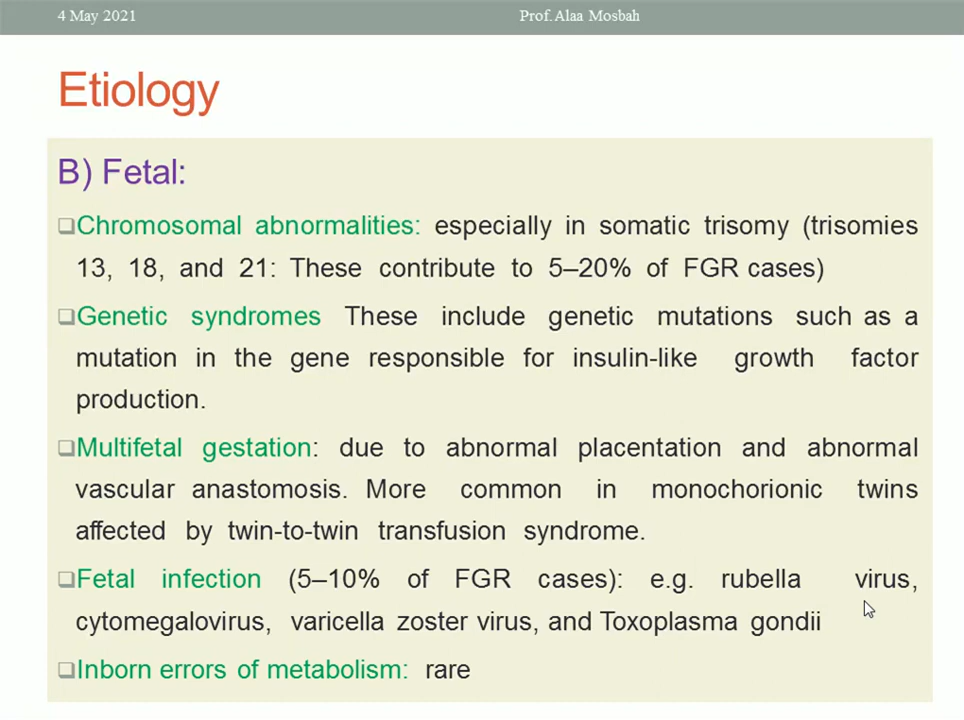 4 May 2021 Prof.Alaa Mosbah
Etiology
B) Fetal:
❑Chromosomal abnormalities: especially in somatic trisomy (trisomies
13, 18, and 21: These contribute to 5–20% of FGR cases)
❑Genetic syndromes These include genetic mutations such as a
mutation in the gene responsible for insulin-like growth factor
production.
❑Multifetal gestation: due to abnormal placentation and abnormal
vascular anastomosis. More common in monochorionic twins
affected by twin-to-twin transfusion syndrome.
❑Fetal infection (5–10% of FGR cases): e.g. rubella virus,
cytomegalovirus, varicella zoster virus, and Toxoplasma gondii
❑Inborn errors of metabolism: rare